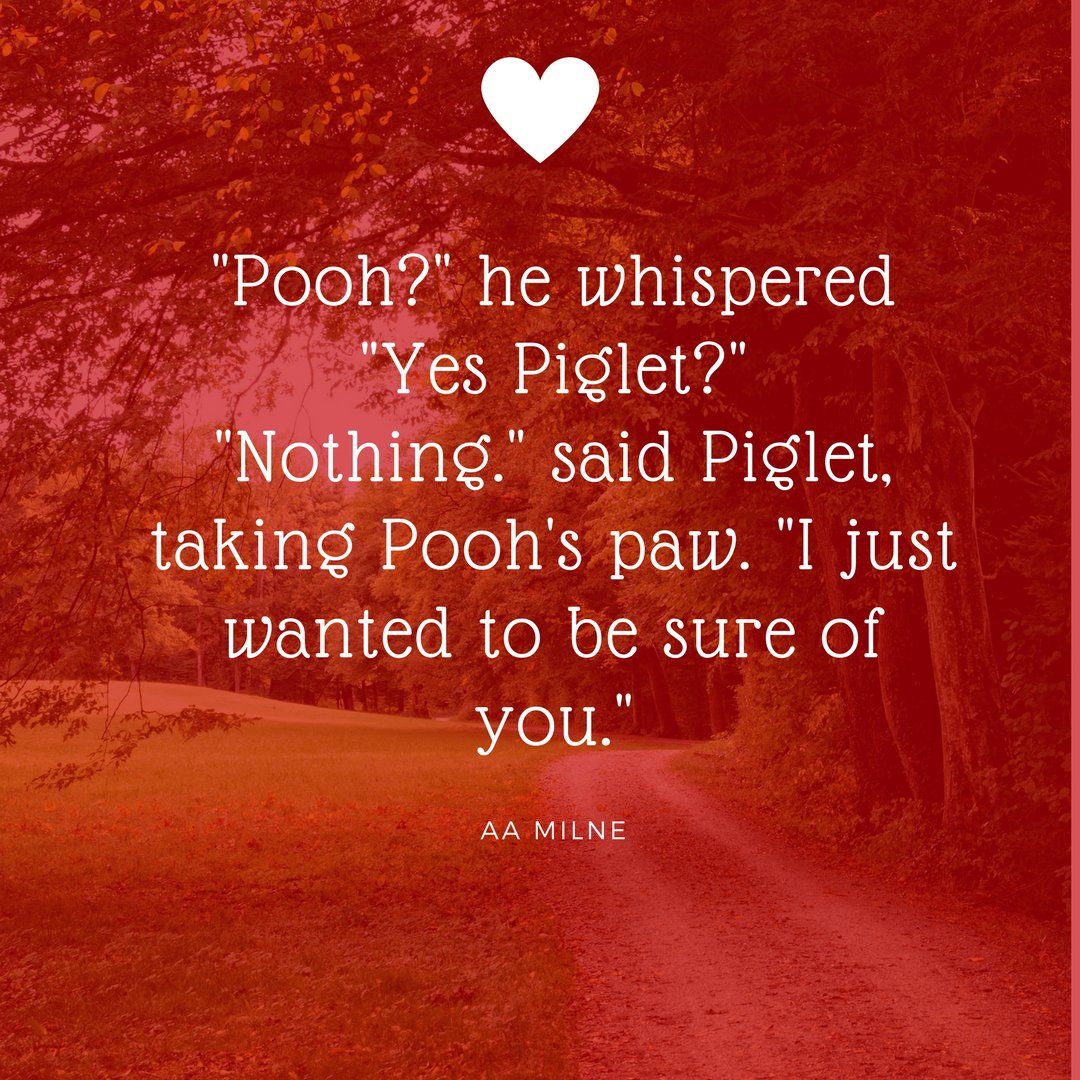 "Pooh?" he whispered
"Yes Piglet?"
"Nothing." said Piglet,
taking Pooh's paw. "I just
wanted to be sure of
you."
AA MILNE